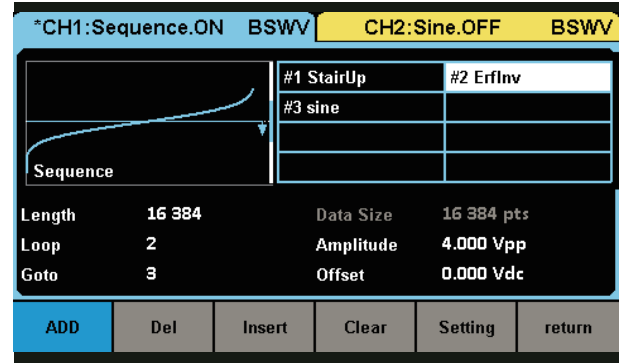 *CH1:Sequence.ON BSWV CH2:Sine.OFF BSWV
#1 StairUp #2 ErfInv
#3 sine
Sequence
Length 16 384 Data Size 16 384 pts
Loop 2 Amplitude 4.000 Vpp
Goto 3 Offset 0.000 Vdc
ADD Del Insert Clear Setting return